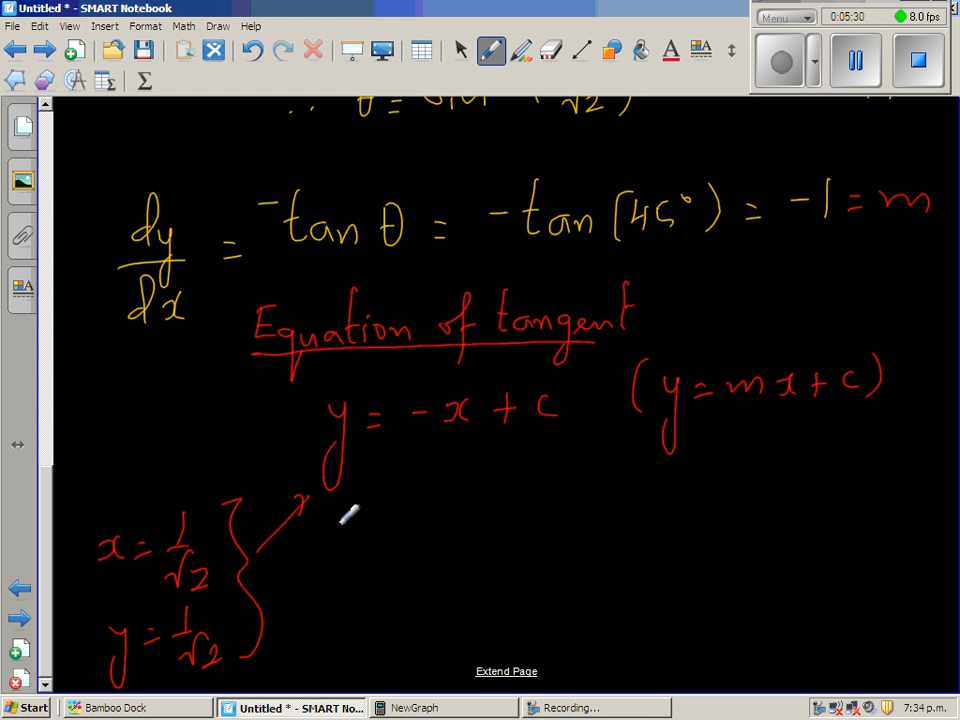 Untitled * - SMART Notebook
File Edit View Insert Format Math Draw Help
Menu 0:05:30 8.0 fps
∴ θ = (1/√2)
dy/dx = -tan θ = -tan(45°) = -1 = m
Equation of tangent
y = -x + c (y = mx + c)
x = 1/√2
y = 1/√2
Extend Page
Start Bamboo Dock Untitled * - SMART No... NewGraph Recording... 7:34 p.m.